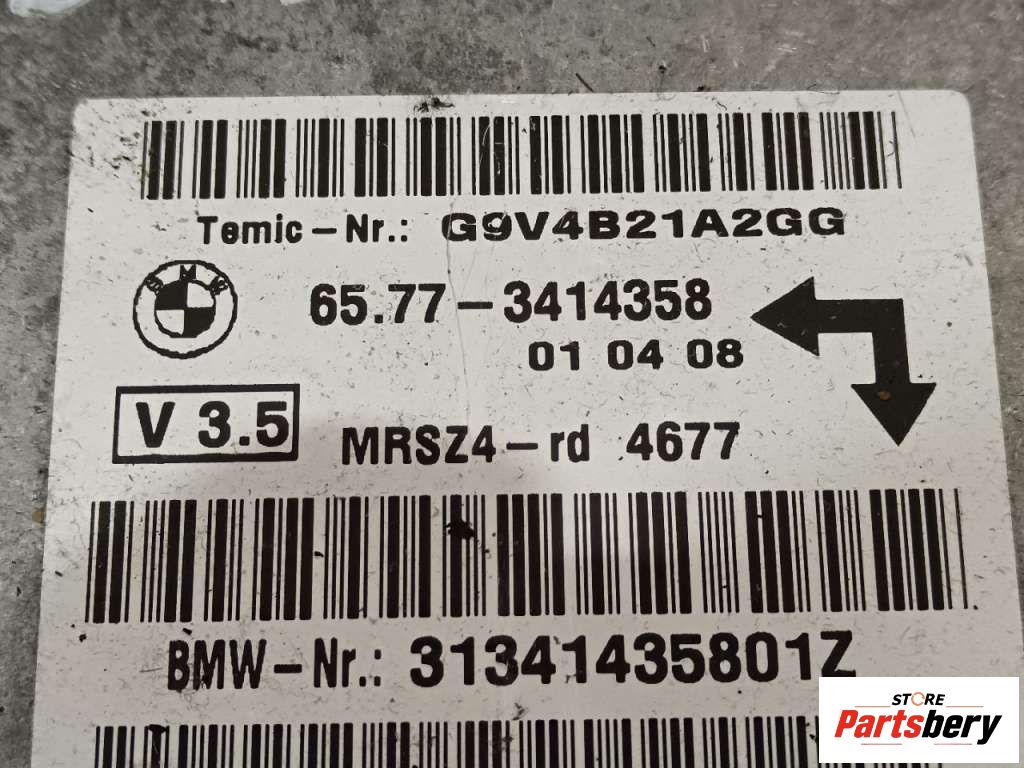 Temic-Nr.: G9V4B21A2GG
BMW
65.77-3414358
01 04 08
V 3.5
MRSZ4-rd 4677
BMW-Nr.: 31341435801Z
STORE
Partsbery